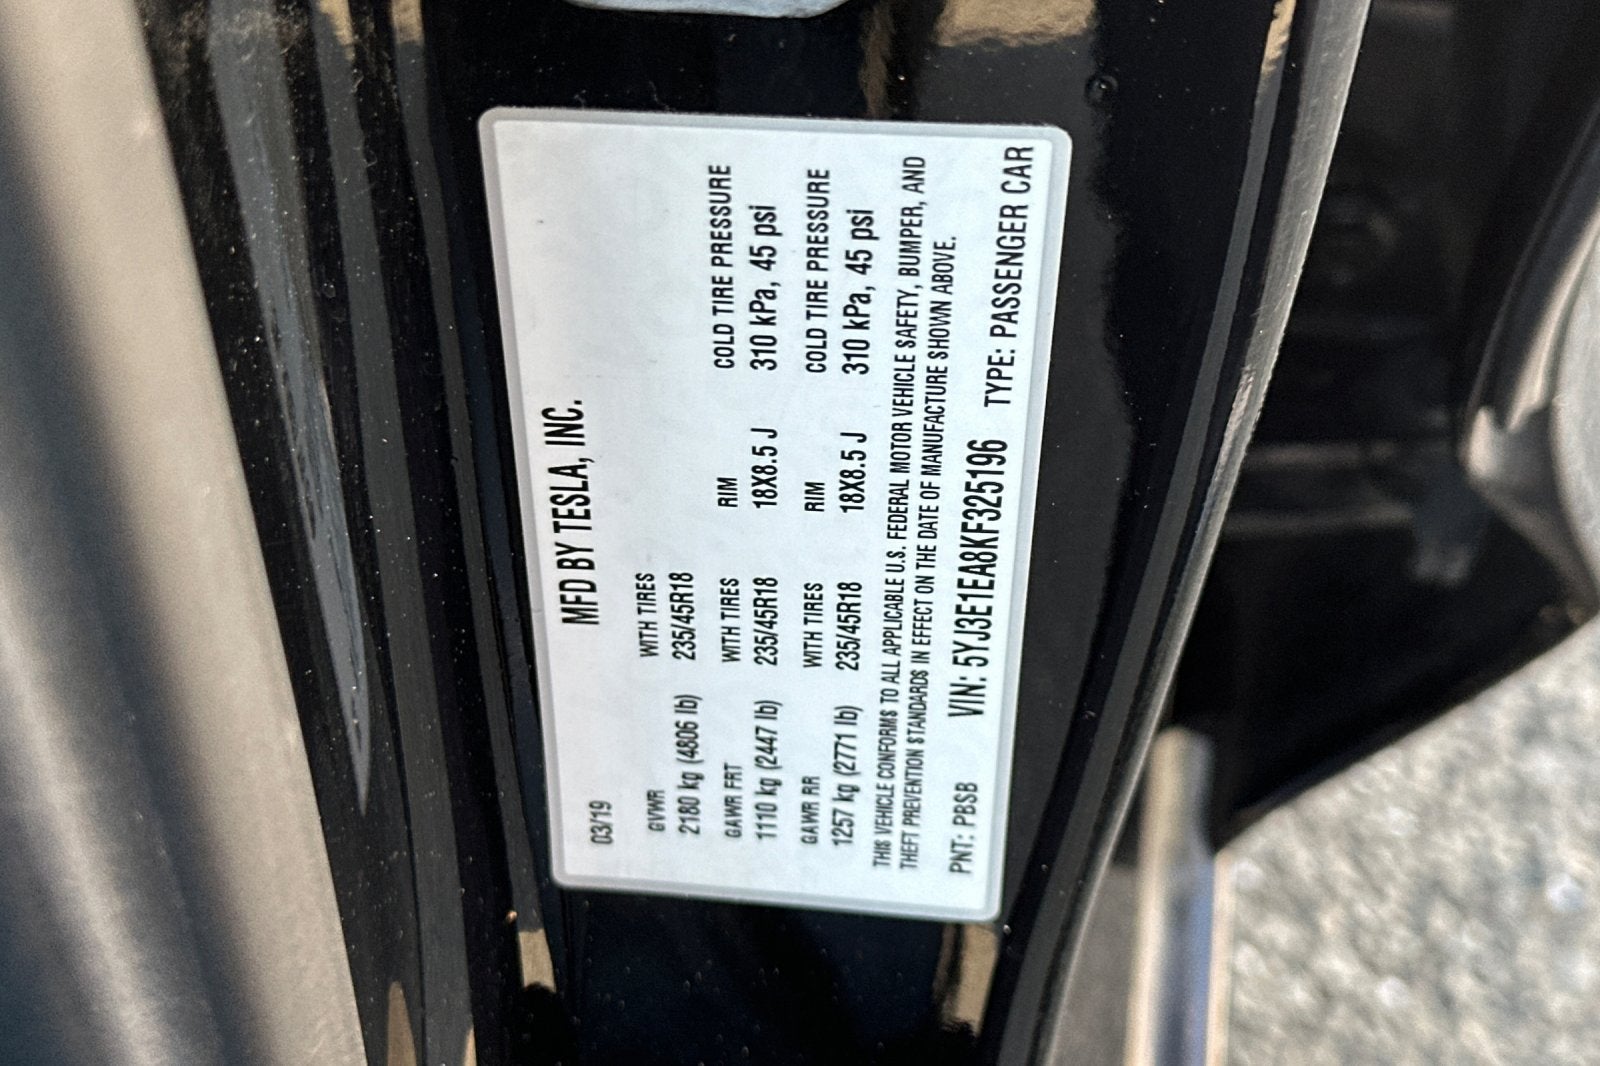 MFD BY TESLA, INC.
03/19
GVWR WITH TIRES
2180 kg (4806 lb) 235/45R18
GAWR FRT WITH TIRES RIM COLD TIRE PRESSURE
1110 kg (2447 lb) 235/45R18 18X8.5 J 310 kPa, 45 psi
GAWR RR WITH TIRES RIM COLD TIRE PRESSURE
1257 kg (2771 lb) 235/45R18 18X8.5 J 310 kPa, 45 psi
THIS VEHICLE CONFORMS TO ALL APPLICABLE U.S. FEDERAL MOTOR VEHICLE SAFETY, BUMPER, AND
THEFT PREVENTION STANDARDS IN EFFECT ON THE DATE OF MANUFACTURE SHOWN ABOVE.
PNT: PBSB VIN: 5YJ3E1EA8KF325196 TYPE: PASSENGER CAR